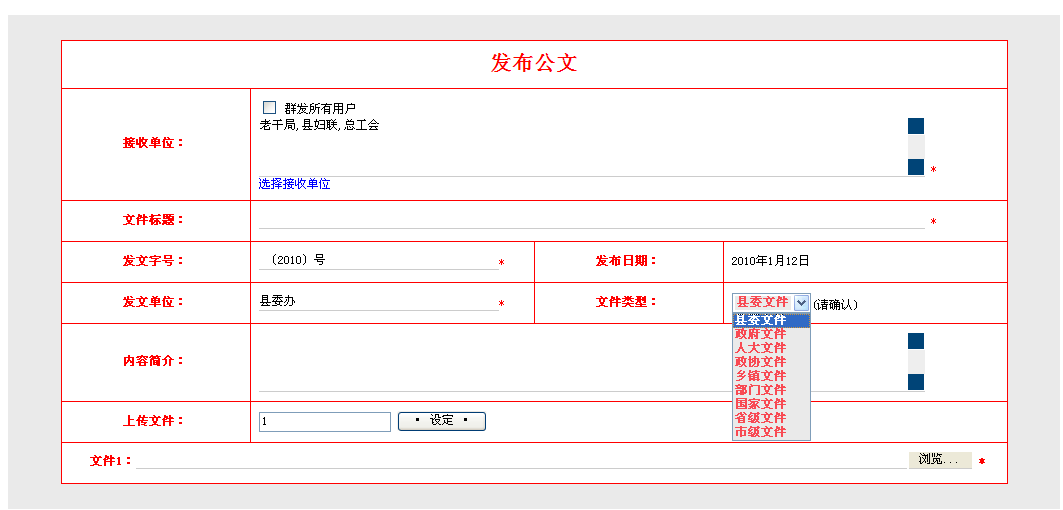 发布公文
接收单位：
群发所有用户
老干局,县妇联,总工会
*
选择接收单位
文件标题：
*
发文字号：
〔2010〕号
*
发布日期：
2010年1月12日
发文单位：
县委办
*
文件类型：
县委文件
(请确认)
县委文件
政府文件
人大文件
政协文件
乡镇文件
部门文件
国家文件
省级文件
市级文件
内容简介：
上传文件：
1
· 设定 ·
文件1：
浏览...
*